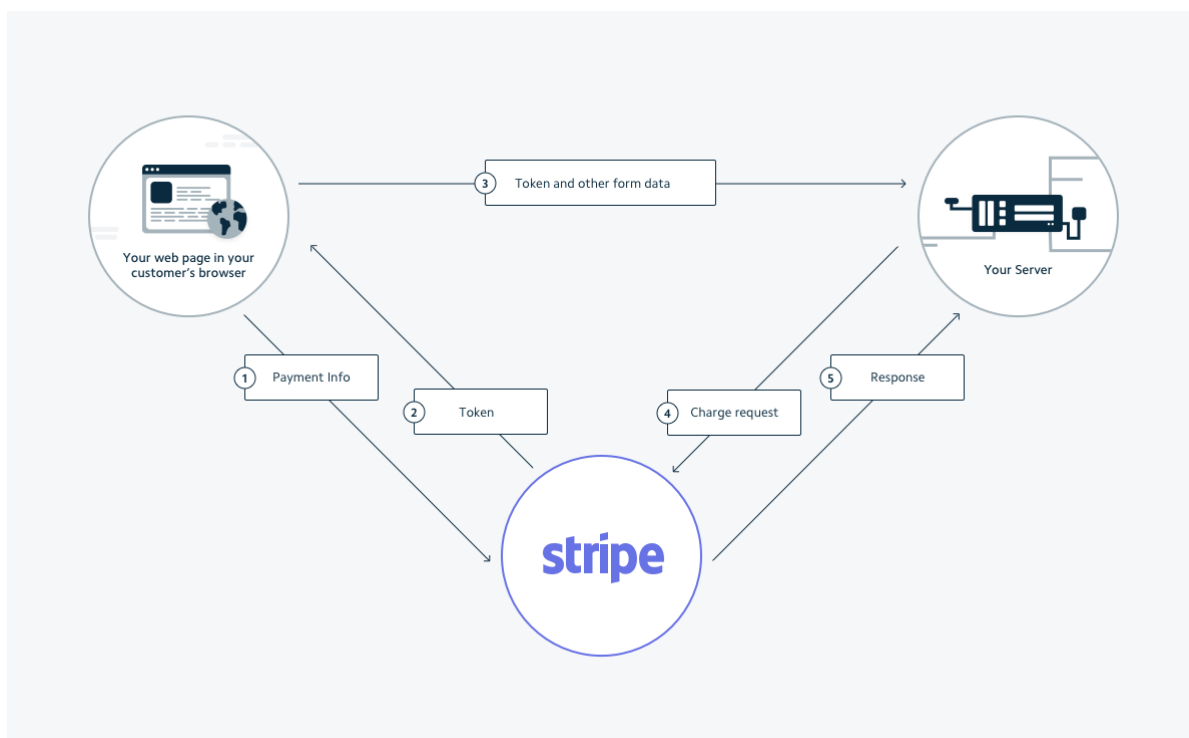 3
Token and other form data
Your web page in your
customer's browser
Your Server
1
Payment Info
5
Response
2
Token
4
Charge request
stripe